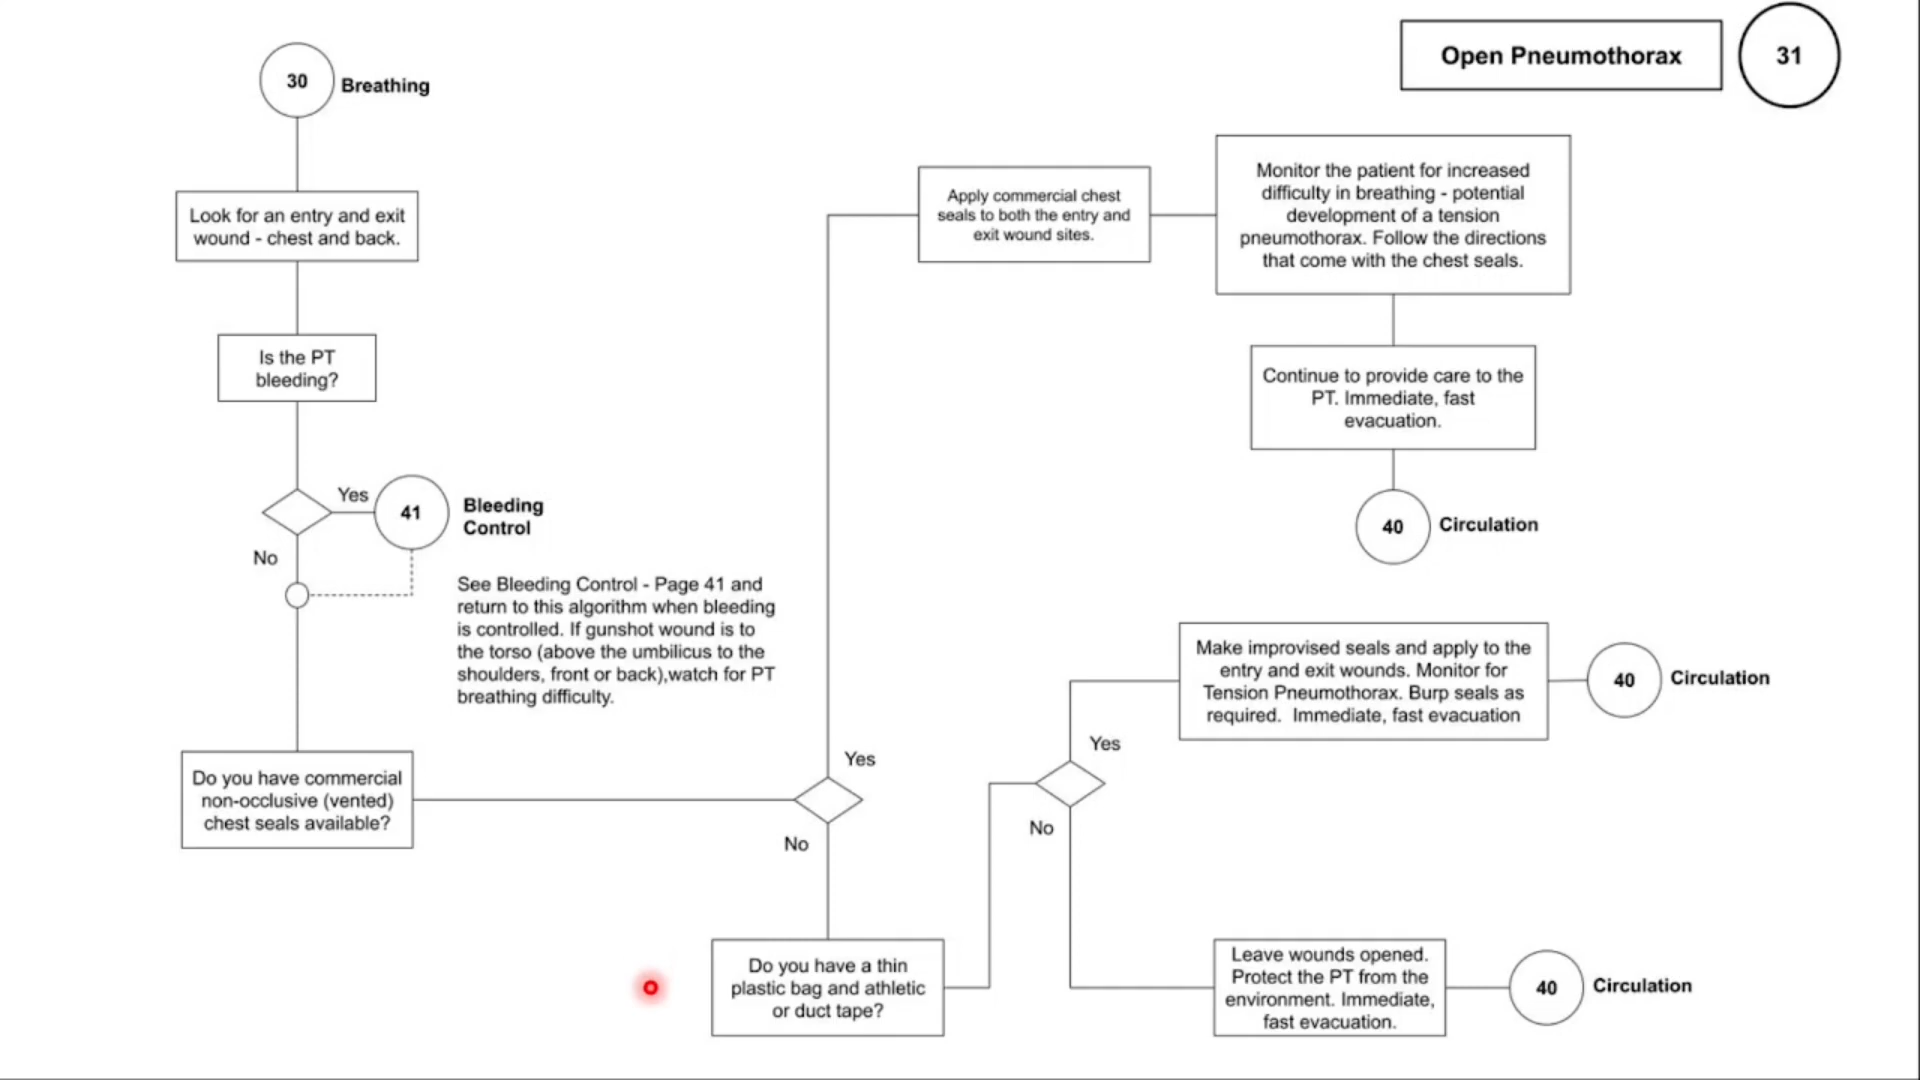 Open Pneumothorax
31
30
Breathing
Look for an entry and exit
wound - chest and back.
Is the PT
bleeding?
Yes
41
Bleeding
Control
No
See Bleeding Control - Page 41 and
return to this algorithm when bleeding
is controlled. If gunshot wound is to
the torso (above the umbilicus to the
shoulders, front or back),watch for PT
breathing difficulty.
Do you have commercial
non-occlusive (vented)
chest seals available?
Yes
No
Apply commercial chest
seals to both the entry and
exit wound sites.
Monitor the patient for increased
difficulty in breathing - potential
development of a tension
pneumothorax. Follow the directions
that come with the chest seals.
Continue to provide care to the
PT. Immediate, fast
evacuation.
40
Circulation
Do you have a thin
plastic bag and athletic
or duct tape?
Yes
No
Make improvised seals and apply to the
entry and exit wounds. Monitor for
Tension Pneumothorax. Burp seals as
required. Immediate, fast evacuation
40
Circulation
Leave wounds opened.
Protect the PT from the
environment. Immediate,
fast evacuation.
40
Circulation